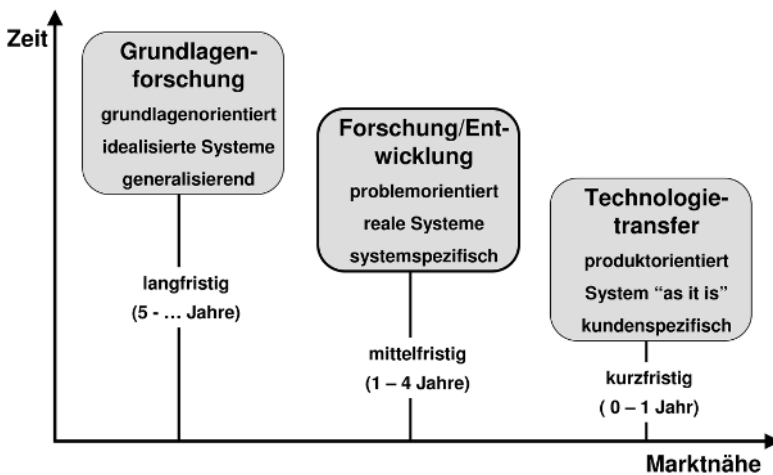 Zeit
Grundlagen-
forschung
grundlagenorientiert
idealisierte Systeme
generalisierend
langfristig
(5 - … Jahre)
Forschung/Ent-
wicklung
problemorientiert
reale Systeme
systemspezifisch
mittelfristig
(1 – 4 Jahre)
Technologie-
transfer
produktorientiert
System “as it is”
kundenspezifisch
kurzfristig
( 0 – 1 Jahr)
Marktnähe